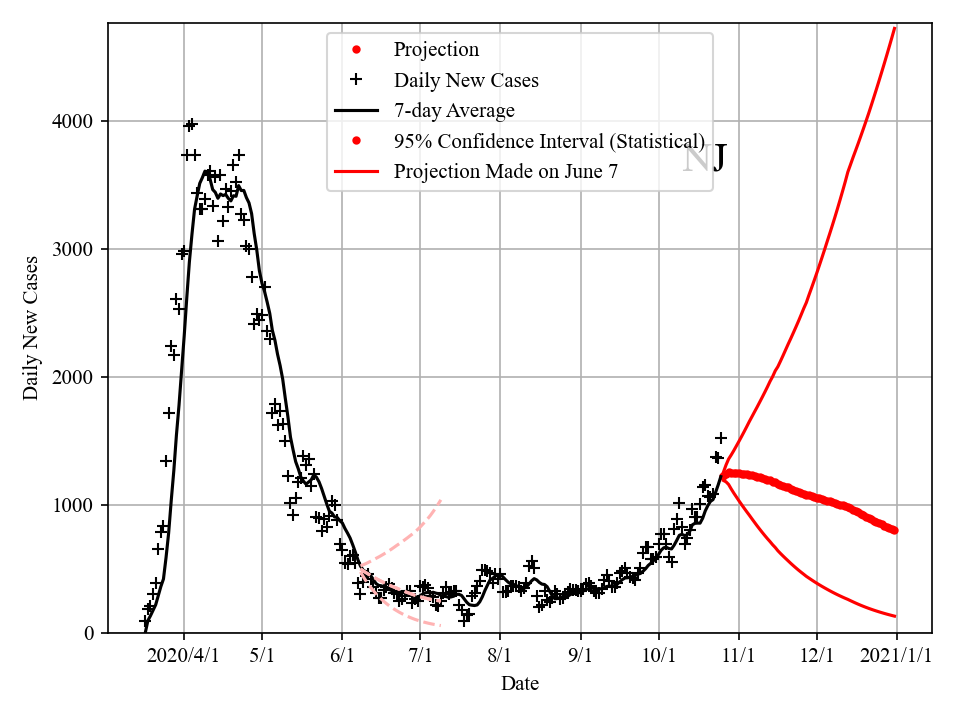 Projection
Daily New Cases
7-day Average
95% Confidence Interval (Statistical)
Projection Made on June 7
NJ
4000
3000
2000
1000
0
Daily New Cases
2020/4/1
5/1
6/1
7/1
8/1
9/1
10/1
11/1
12/1
2021/1/1
Date